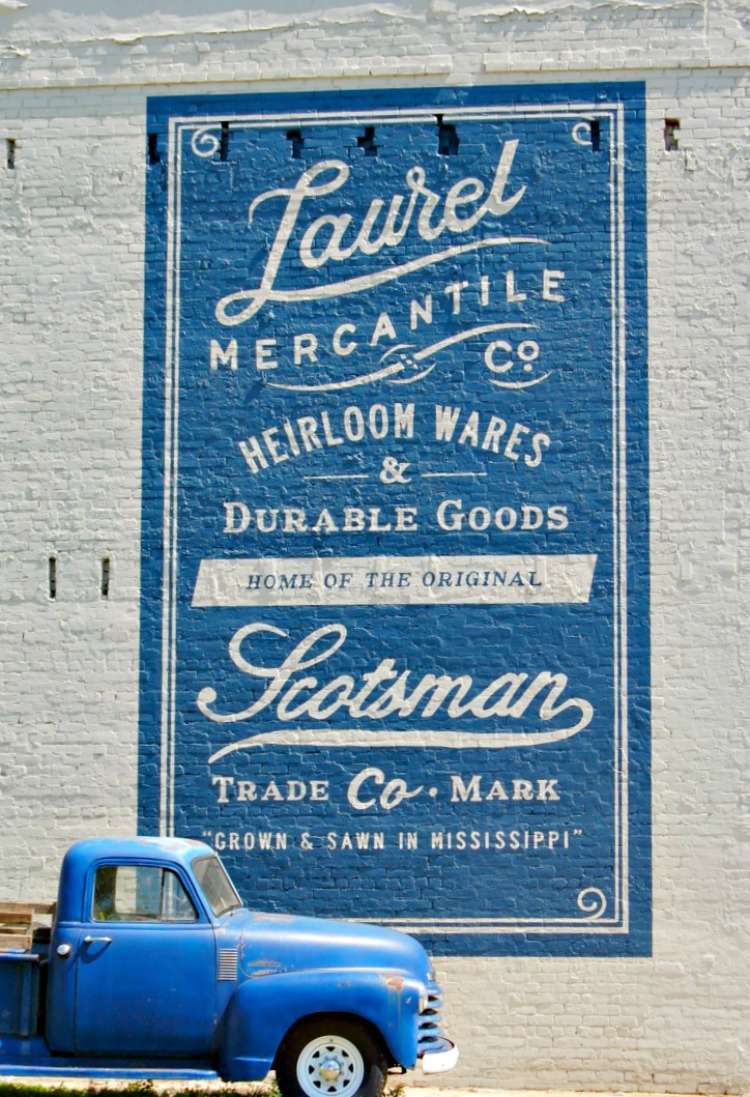 Laurel
MERCANTILE
Co
HEIRLOOM WARES
&
DURABLE GOODS
HOME OF THE ORIGINAL
Scotsman
TRADE Co· MARK
"GROWN & SAWN IN MISSISSIPPI"